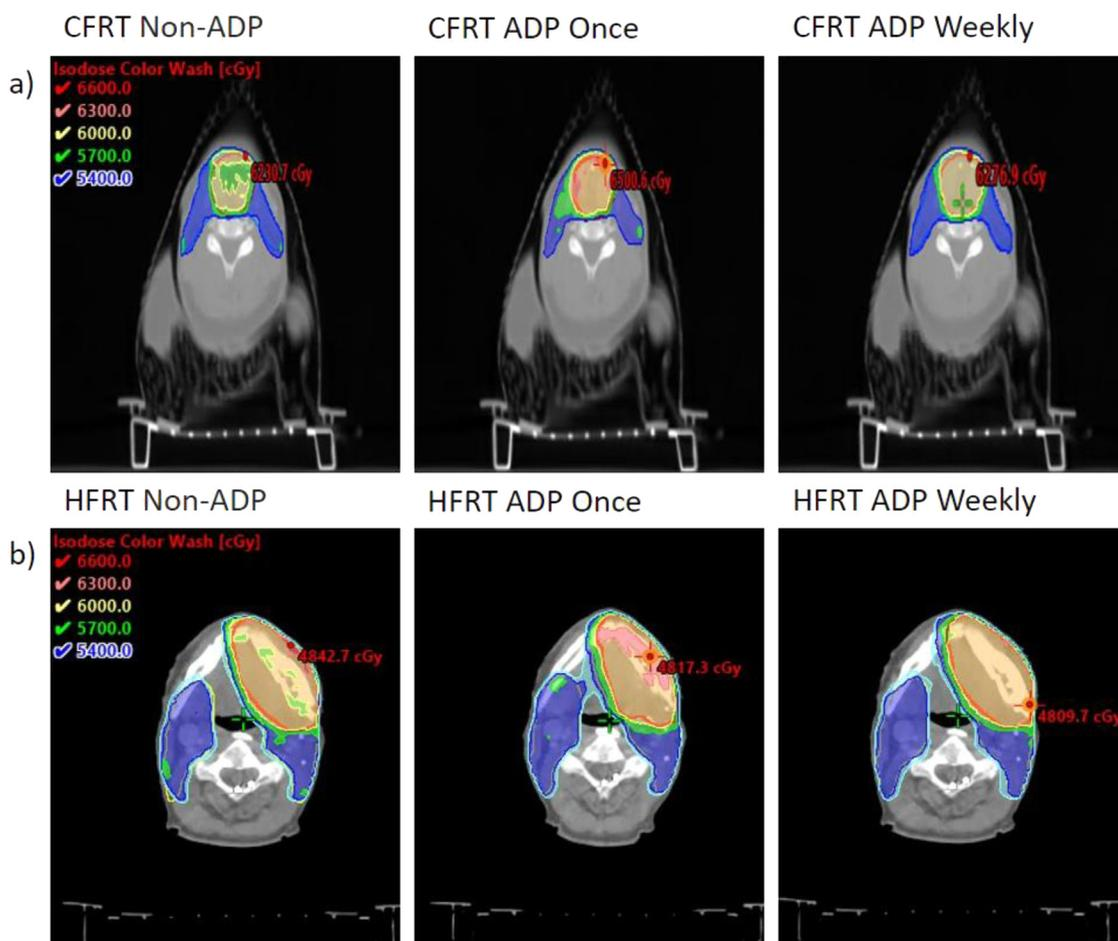 CFRT Non-ADP
CFRT ADP Once
CFRT ADP Weekly
a)
Isodose Color Wash [cGy]
✓ 6600.0
✓ 6300.0
✓ 6000.0
✓ 5700.0
✓ 5400.0
6230.7 cGy
6500.6 cGy
6276.9 cGy
HFRT Non-ADP
HFRT ADP Once
HFRT ADP Weekly
b)
Isodose Color Wash [cGy]
✓ 6600.0
✓ 6300.0
✓ 6000.0
✓ 5700.0
✓ 5400.0
4842.7 cGy
4817.3 cGy
4809.7 cGy